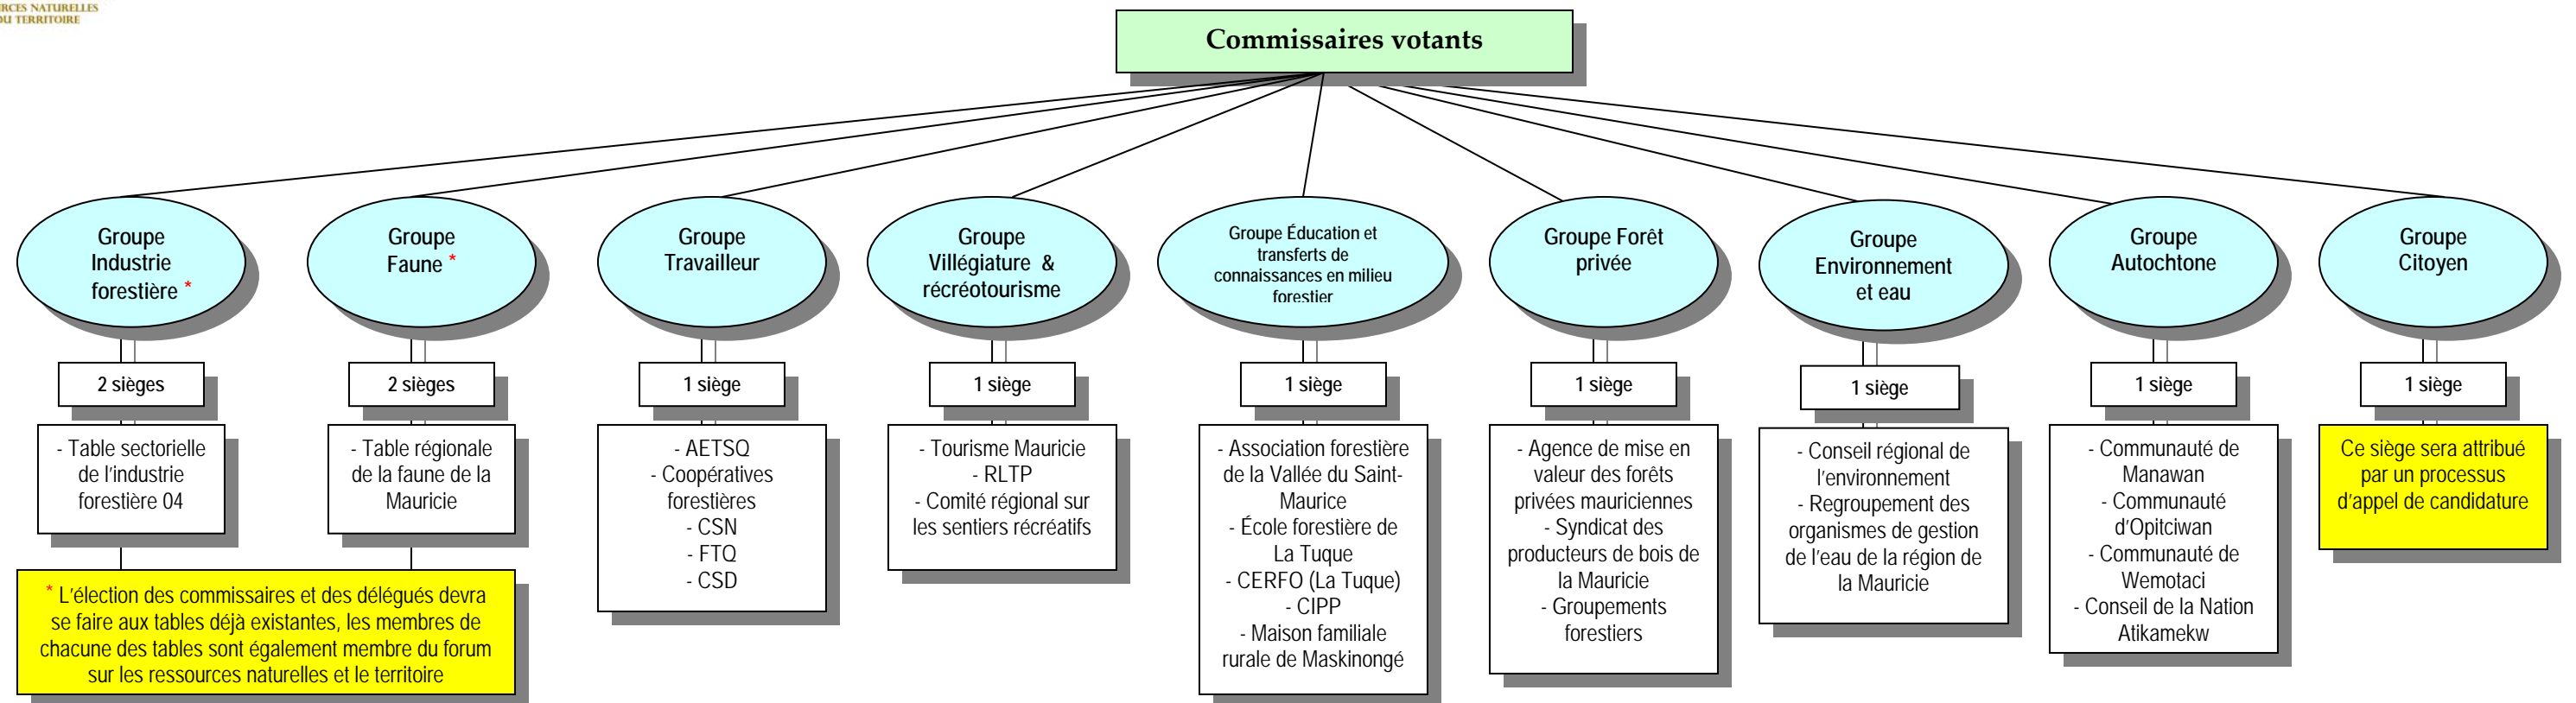 RCES NATURELLES
DU TERRITOIRE
Commissaires votants
Groupe
Industrie
forestière *
2 sièges
- Table sectorielle
de l'industrie
forestière 04
Groupe
Faune *
2 sièges
- Table régionale
de la faune de la
Mauricie
* L'élection des commissaires et des délégués devra
se faire aux tables déjà existantes, les membres de
chacune des tables sont également membre du forum
sur les ressources naturelles et le territoire
Groupe
Travailleur
1 siège
- AETSQ
- Coopératives
forestières
- CSN
- FTQ
- CSD
Groupe
Villégiature & 
récréotourisme
1 siège
- Tourisme Mauricie
- RLTP
- Comité régional sur
les sentiers récréatifs
Groupe Éducation et
transferts de
connaissances en milieu
forestier
1 siège
- Association forestière
de la Vallée du Saint-
Maurice
- École forestière de
La Tuque
- CERFO (La Tuque)
- CIPP
- Maison familiale
rurale de Maskinongé
Groupe Forêt
privée
1 siège
- Agence de mise en
valeur des forêts
privées mauriciennes
- Syndicat des
producteurs de bois de
la Mauricie
- Groupements
forestiers
Groupe
Environnement
et eau
1 siège
- Conseil régional de
l'environnement
- Regroupement des
organismes de gestion
de l'eau de la région de
la Mauricie
Groupe
Autochtone
1 siège
- Communauté de
Manawan
- Communauté
d'Opitciwan
- Communauté de
Wemotaci
- Conseil de la Nation
Atikamekw
Groupe
Citoyen
1 siège
Ce siège sera attribué
par un processus
d'appel de candidature